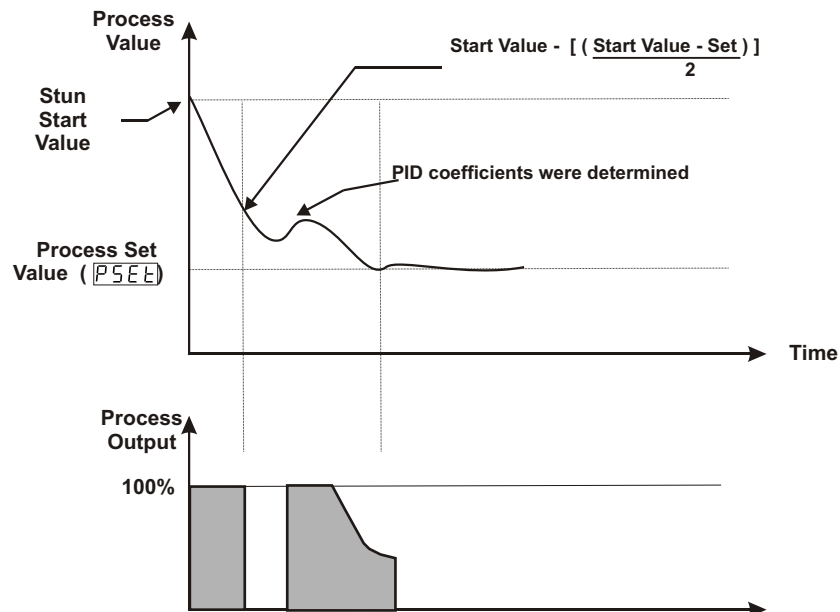 Process
Value
Start Value - [ ( Start Value - Set ) ]
2
Stun
Start
Value
PID coefficients were determined
Process Set
Value ( PSEt )
Time
Process
Output
100%